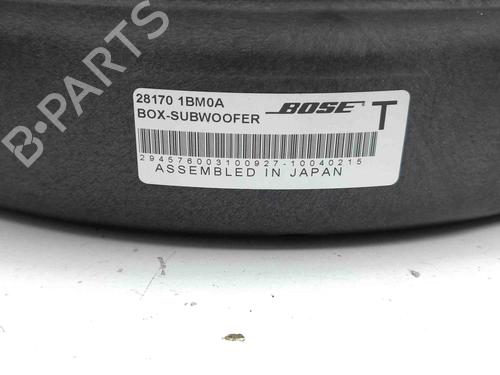 28170 1BM0A
BOX-SUBWOOFER
BOSE
T
294576003100927-10040215
ASSEMBLED IN JAPAN
B-PARTS